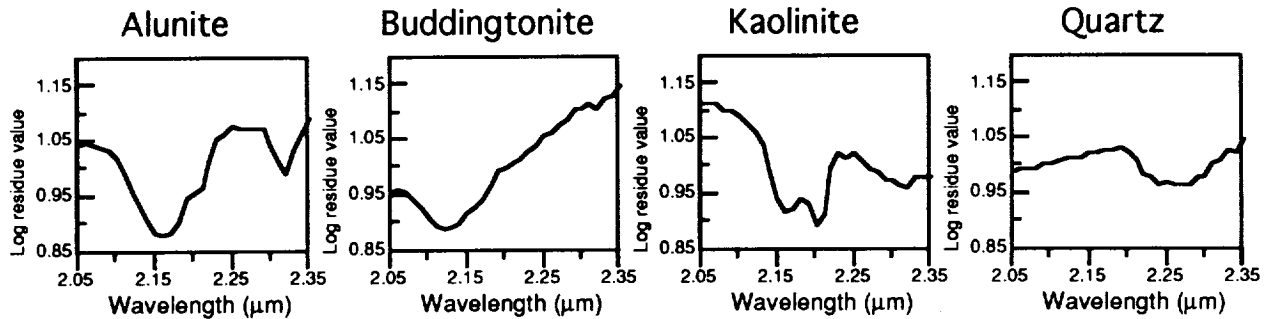 Alunite Buddingtonite Kaolinite Quartz
Log residue value Log residue value Log residue value Log residue value
1.15 1.15 1.15 1.15
1.05 1.05 1.05 1.05
0.95 0.95 0.95 0.95
0.85 0.85 0.85 0.85
2.05 2.15 2.25 2.35 2.05 2.15 2.25 2.35 2.05 2.15 2.25 2.35 2.05 2.15 2.25 2.35
Wavelength (μm) Wavelength (μm) Wavelength (μm) Wavelength (μm)